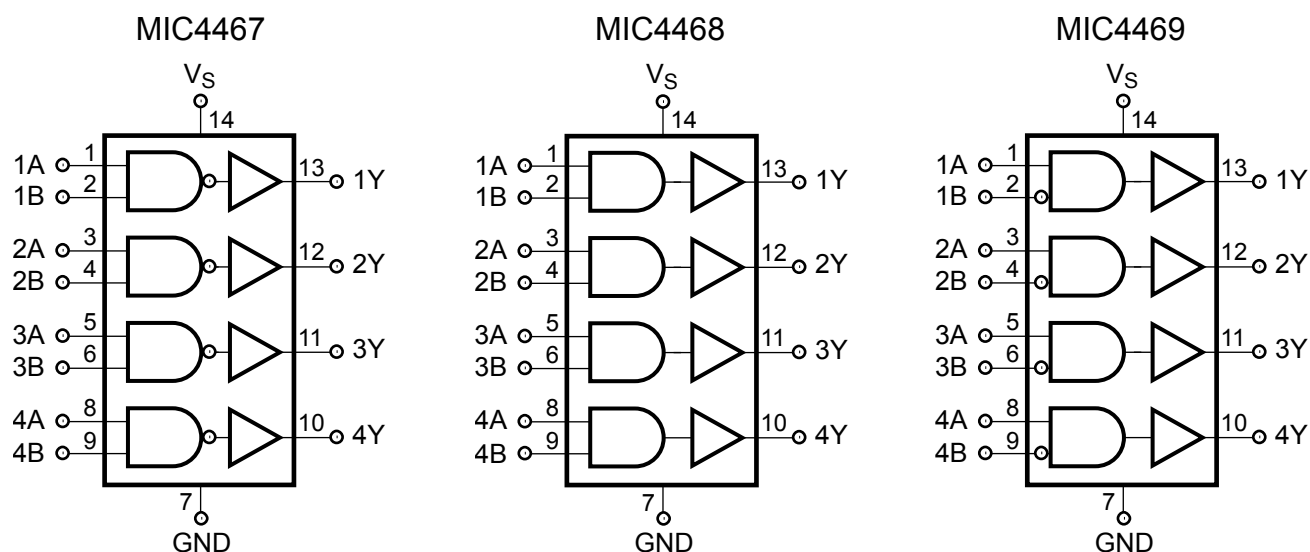 MIC4467
VS
14
1A 1 13 1Y
1B 2
2A 3 12 2Y
2B 4
3A 5 11 3Y
3B 6
4A 8 10 4Y
4B 9
7
GND
MIC4468
VS
14
1A 1 13 1Y
1B 2
2A 3 12 2Y
2B 4
3A 5 11 3Y
3B 6
4A 8 10 4Y
4B 9
7
GND
MIC4469
VS
14
1A 1 13 1Y
1B 2
2A 3 12 2Y
2B 4
3A 5 11 3Y
3B 6
4A 8 10 4Y
4B 9
7
GND